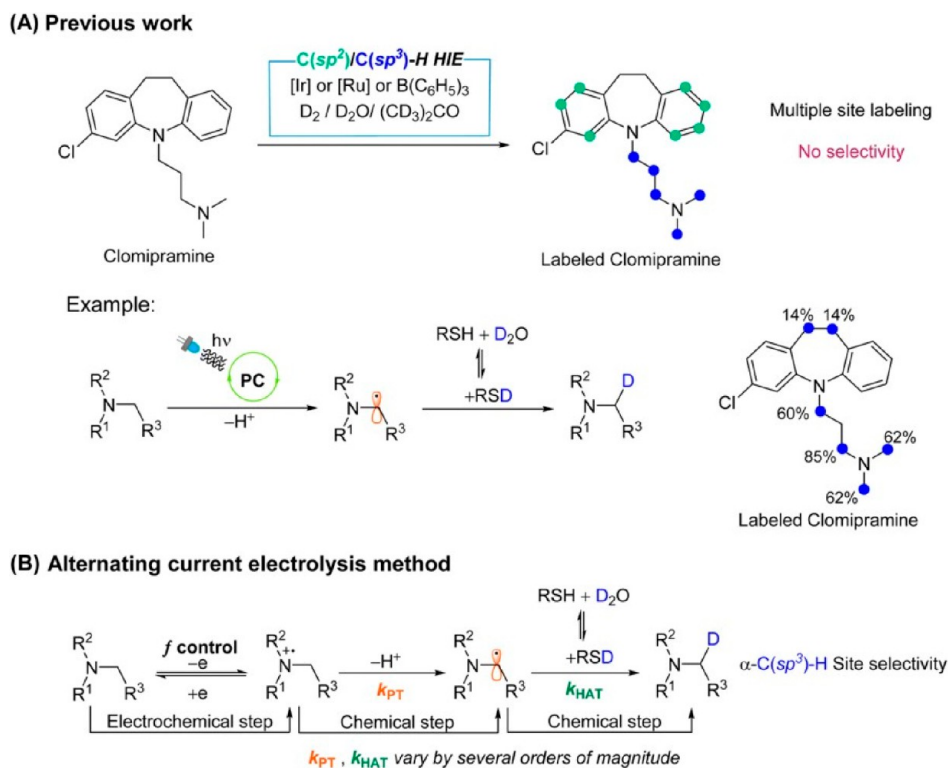 (A) Previous work
C(sp²)/C(sp³)-H HIE
[Ir] or [Ru] or B(C₆H₅)₃
D₂ / D₂O/ (CD₃)₂CO
Cl
N
N
Clomipramine
Cl
N
N
Labeled Clomipramine
Multiple site labeling
No selectivity
Example:
R²
N
R¹
R³
hν
PC
–H⁺
R²
N
R¹
R³
RSH + D₂O
+RSD
R²
D
N
R¹
R³
14% 14%
Cl
N
60%
85%
N
62%
62%
Labeled Clomipramine
(B) Alternating current electrolysis method
R²
N
R¹
R³
f control
–e
+e
Electrochemical step
R²
N+•
R¹
R³
–H⁺
kPT
Chemical step
R²
N
R¹
R³
RSH + D₂O
+RSD
kHAT
Chemical step
R²
D
N
R¹
R³
α-C(sp³)-H Site selectivity
kPT , kHAT vary by several orders of magnitude